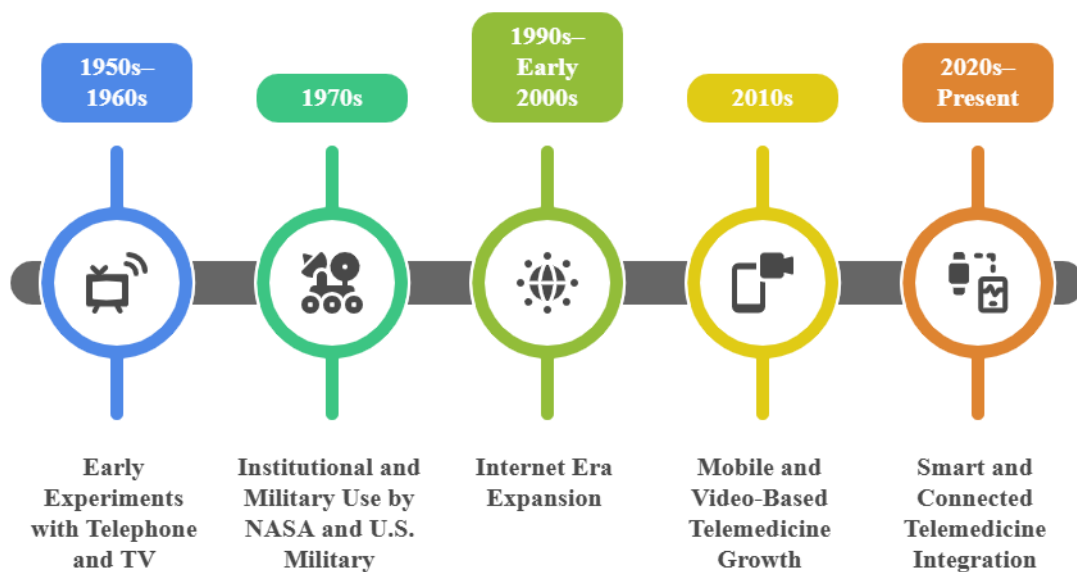 1950s–
1960s
1970s
1990s–
Early
2000s
2010s
2020s–
Present
Early
Experiments
with Telephone
and TV
Institutional and
Military Use by
NASA and U.S.
Military
Internet Era
Expansion
Mobile and
Video-Based
Telemedicine
Growth
Smart and
Connected
Telemedicine
Integration